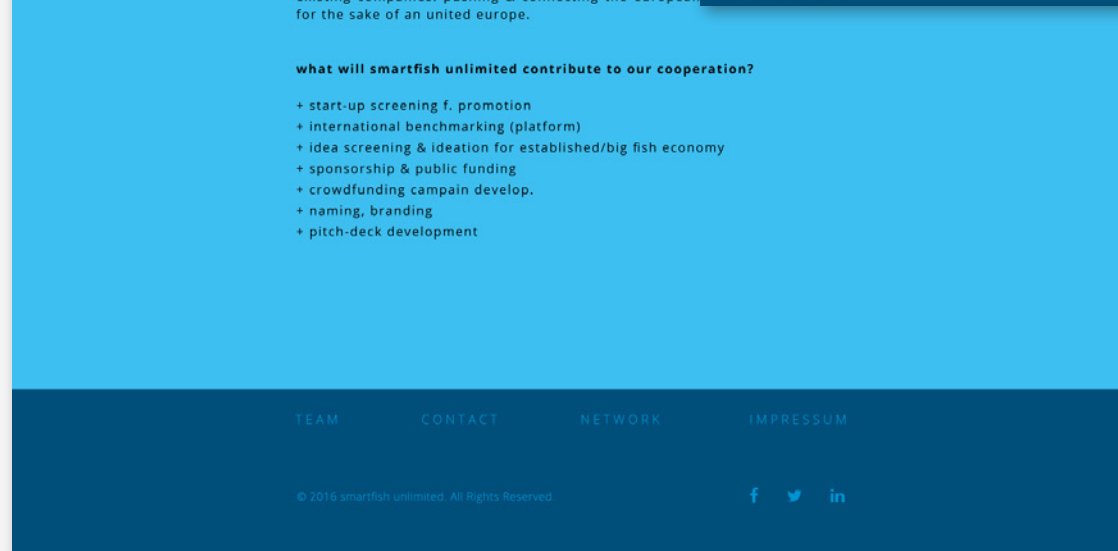 for the sake of an united europe.
what will smartfish unlimited contribute to our cooperation?
+ start-up screening f. promotion
+ international benchmarking (platform)
+ idea screening & ideation for established/big fish economy
+ sponsorship & public funding
+ crowdfunding campain develop.
+ naming, branding
+ pitch-deck development
TEAM CONTACT NETWORK IMPRESSUM
© 2016 smartfish unlimited. All Rights Reserved.